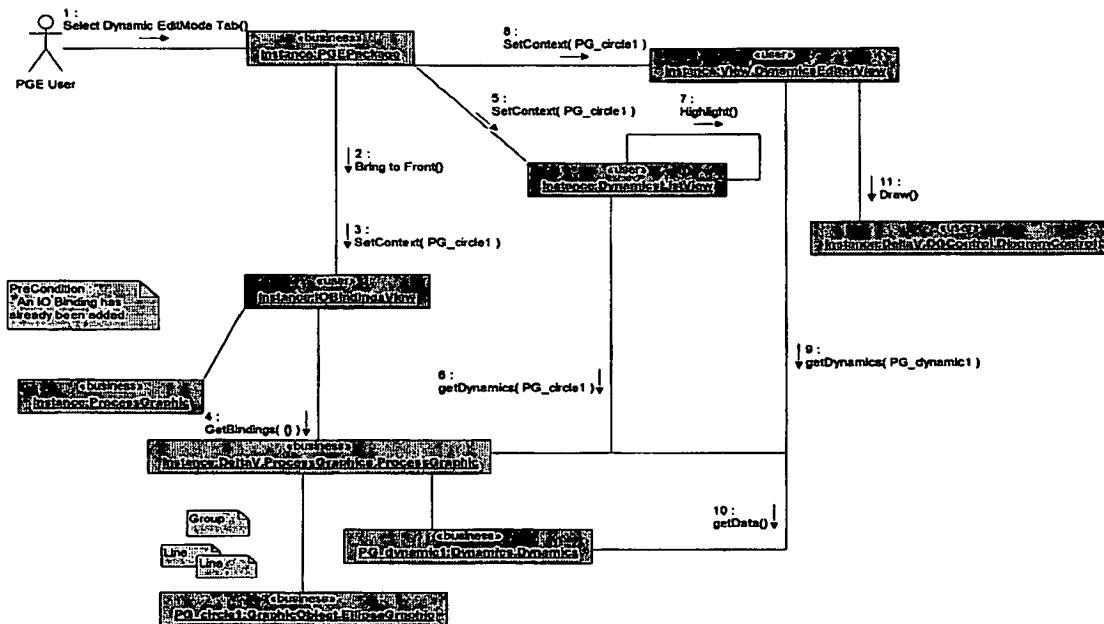 1 :
Select Dynamic EditMode Tab()
PGE User
«business»
Instance:PGEPackage
8 :
SetContext( PG_circle1 )
«user»
Instance:View.DynamicsEditorView
5 :
SetContext( PG_circle1 )
7 :
Highlight()
2 :
Bring to Front()
«user»
Instance:DynamicsListView
11 :
Draw()
3 :
SetContext( PG_circle1 )
«user»
Instance:DeltaV.DGControl.DiagramControl
PreCondition
An IO Binding has
already been added.
«user»
Instance:IOBindingsView
9 :
getDynamics( PG_dynamic1 )
6 :
getDynamics( PG_circle1 )
«business»
Instance:ProcessGraphic
4 :
GetBindings( () )
«business»
Instance:DeltaV.ProcessGraphics.ProcessGraphic
Group
10 :
getData()
Line
Line
«business»
PG_dynamic1:Dynamics.Dynamics
«business»
PG_circle1:GraphicObject.EllipseGraphic